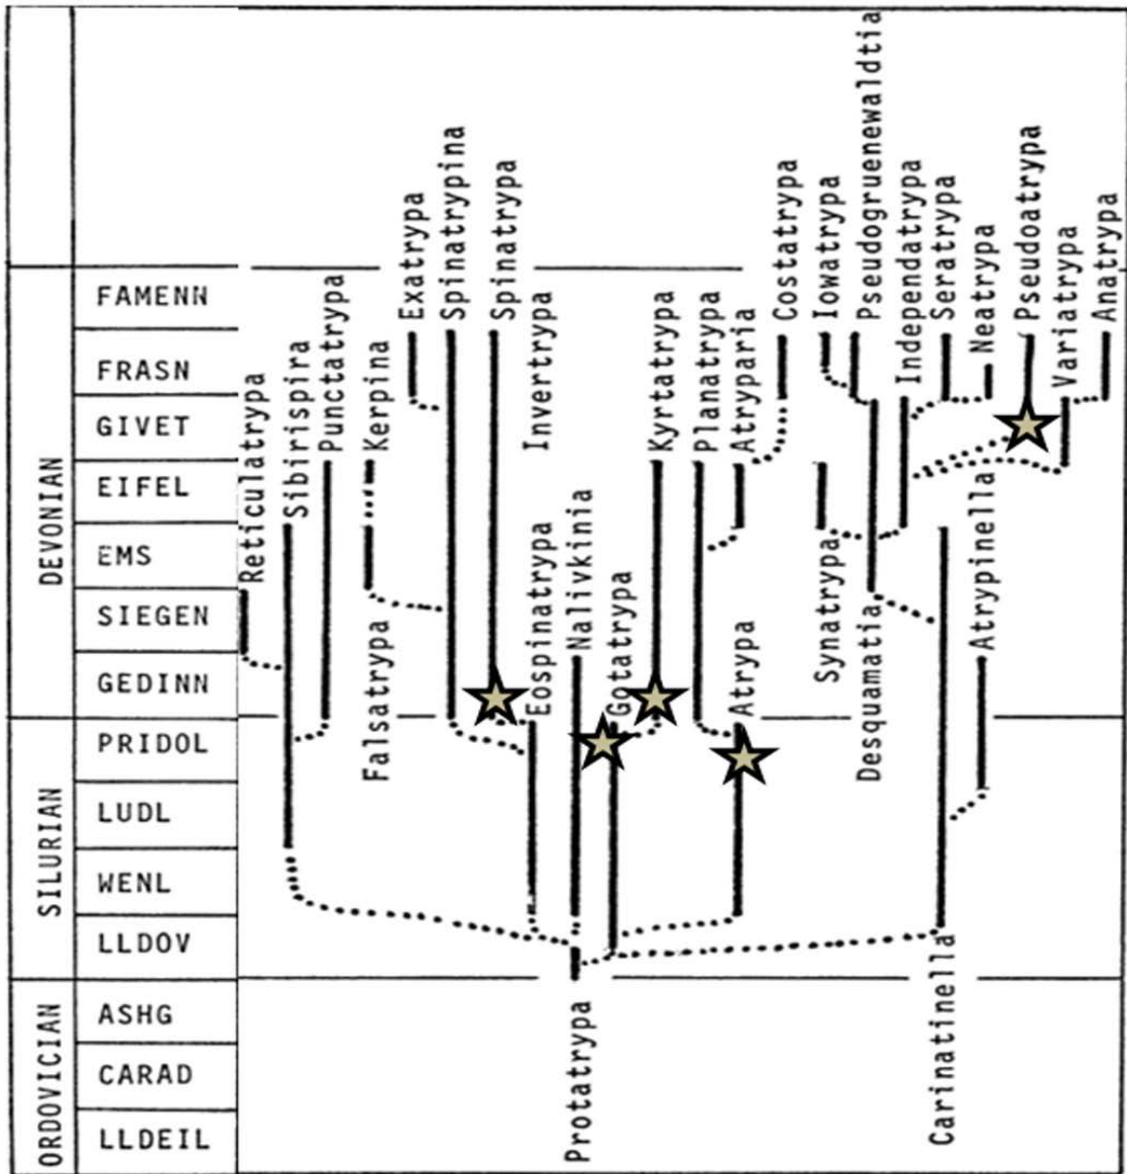 DEVONIAN
SILURIAN
ORDOVICIAN
FAMENN
FRASN
GIVET
EIFEL
EMS
SIEGEN
GEDINN
PRIDOL
LUDL
WENL
LLDOV
ASHG
CARAD
LLDEIL
Reticulatrypa
Sibirispira
Punctatrypa
Kerpina
Falsatrypa
Exatrypa
Spinatrypina
Spinatrypa
Invertrypa
Eospinatrypa
Nalivkinia
Protatrypa
Gotatrypa
Kyrtatrypa
Planatrypa
Atryparia
Atrypa
Costatrypa
Iowatrypa
Synatrypa
Pseudogruenewaldtia
Desquamatia
Independatrypa
Seratrypa
Carinatinella
Neatrypa
Atrypinella
Pseudoatrypa
Variatrypa
Anatrypa